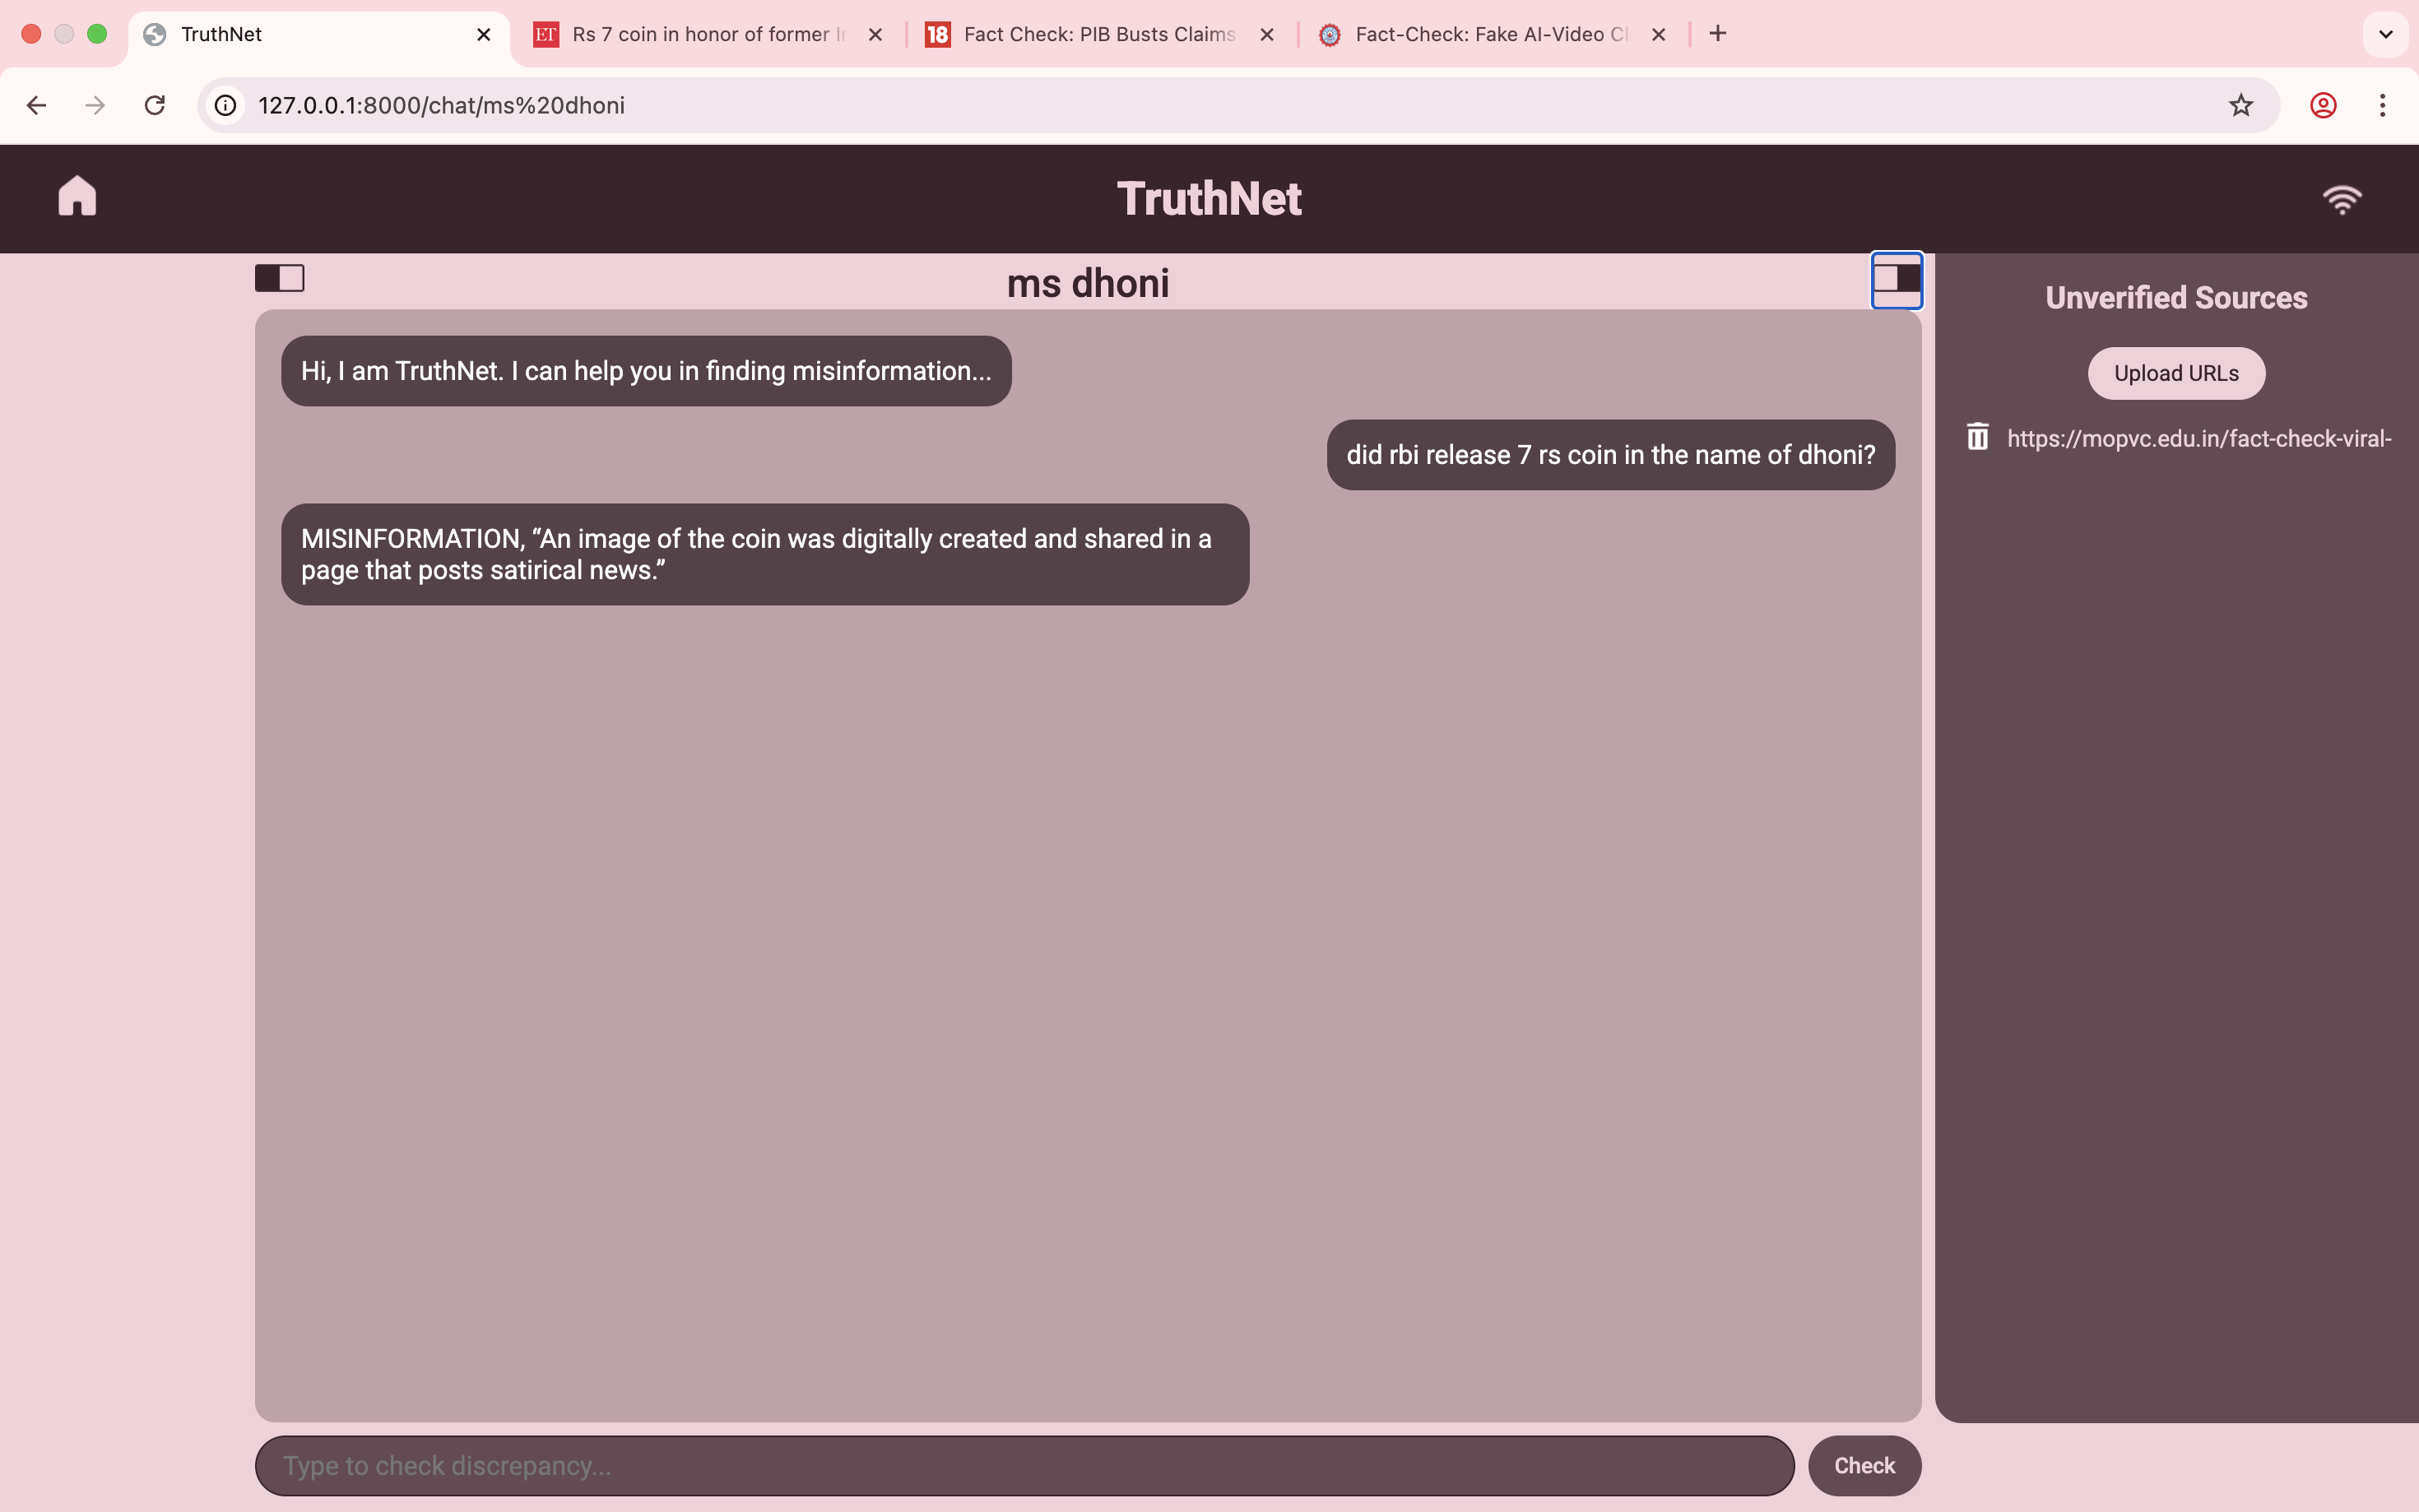 TruthNet
Rs 7 coin in honor of former
Fact Check: PIB Busts Claims
Fact-Check: Fake AI-Video
127.0.0.1:8000/chat/ms%20dhoni
TruthNet
ms dhoni
Unverified Sources
Upload URLs
https://mopvc.edu.in/fact-check-viral-
Hi, I am TruthNet. I can help you in finding misinformation...
did rbi release 7 rs coin in the name of dhoni?
MISINFORMATION, “An image of the coin was digitally created and shared in a
page that posts satirical news.”
Type to check discrepancy...
Check